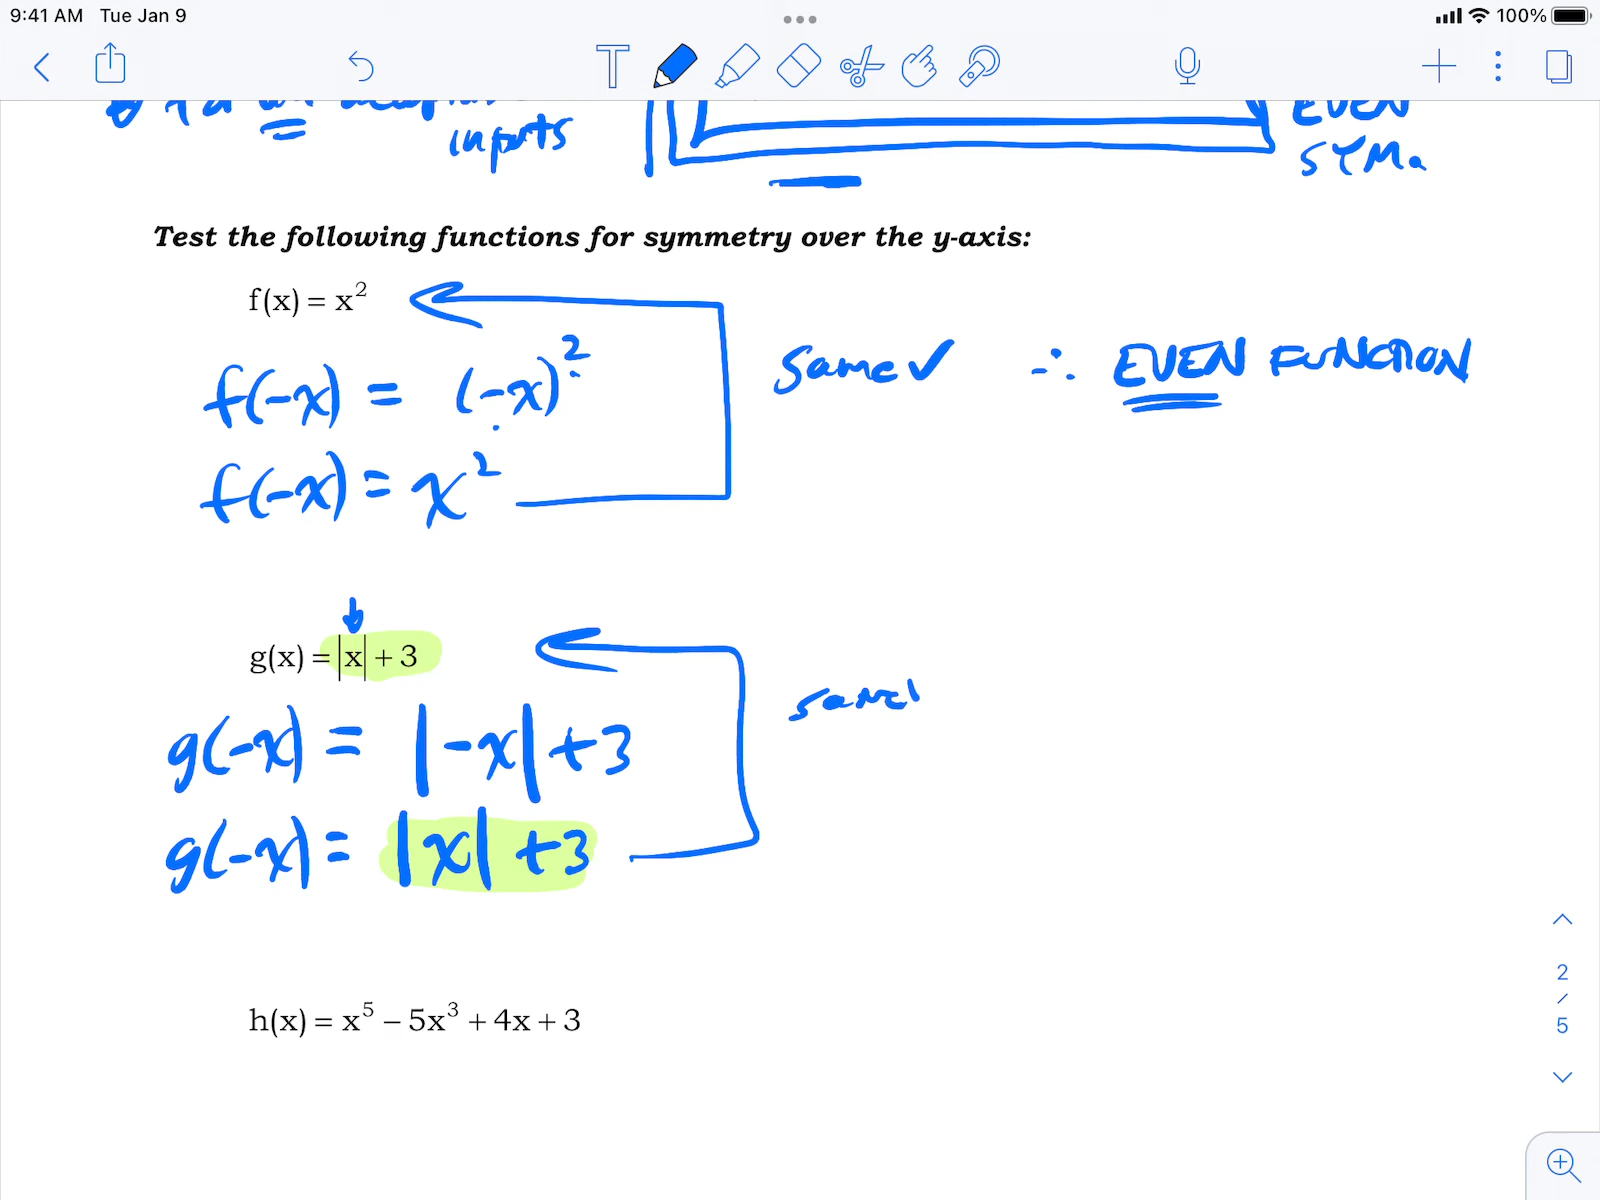 9:41 AM Tue Jan 9
100%
inputs
EVEN
SYM.
Test the following functions for symmetry over the y-axis:
f(x) = x²
f(-x) = (-x)²
same✓ ∴ EVEN FUNCTION
f(-x) = x²
g(x) = |x| + 3
g(-x) = |-x| + 3
same
g(-x) = |x| + 3
h(x) = x⁵ − 5x³ + 4x + 3
2
/
5